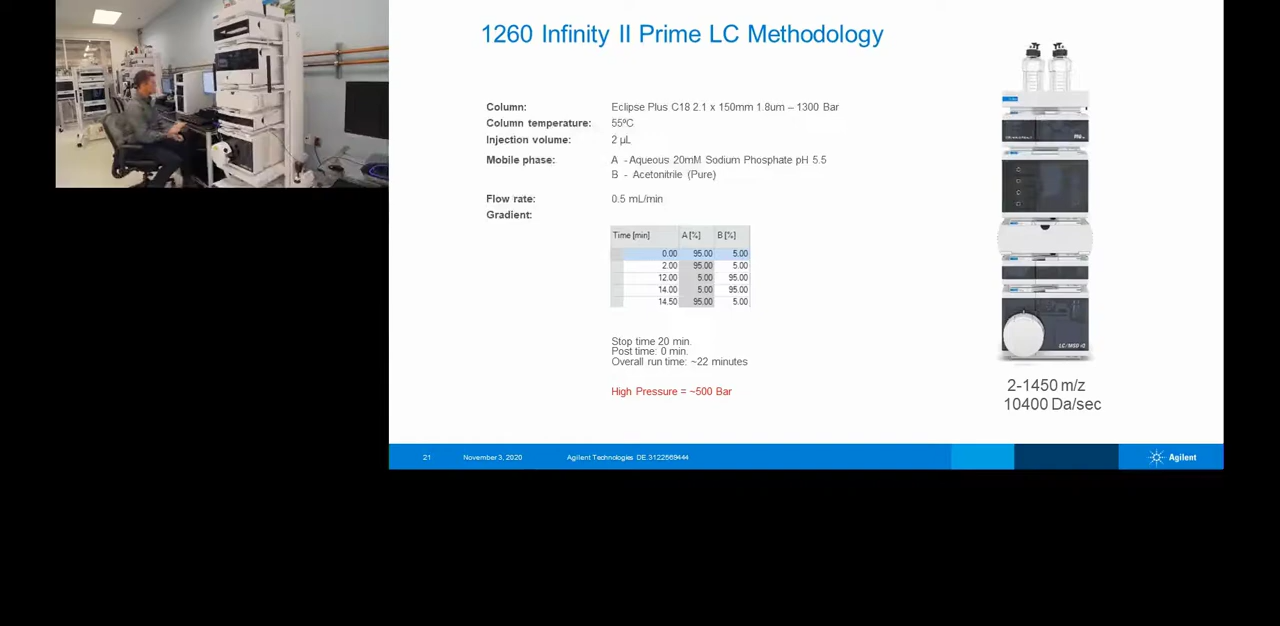 1260 Infinity II Prime LC Methodology
Column: Eclipse Plus C18 2.1 x 150mm 1.8um – 1300 Bar
Column temperature: 55ºC
Injection volume: 2 µL
Mobile phase: A - Aqueous 20mM Sodium Phosphate pH 5.5
B - Acetonitrile (Pure)
Flow rate: 0.5 mL/min
Gradient:
Time [min] A [%] B [%]
0.00 95.00 5.00
2.00 95.00 5.00
12.00 5.00 95.00
14.00 5.00 95.00
14.50 95.00 5.00
Stop time 20 min.
Post time: 0 min.
Overall run time: ~22 minutes
High Pressure = ~500 Bar
LC/MSD
2-1450 m/z
10400 Da/sec
21 November 3, 2020 Agilent Technologies DE.3122569444
Agilent